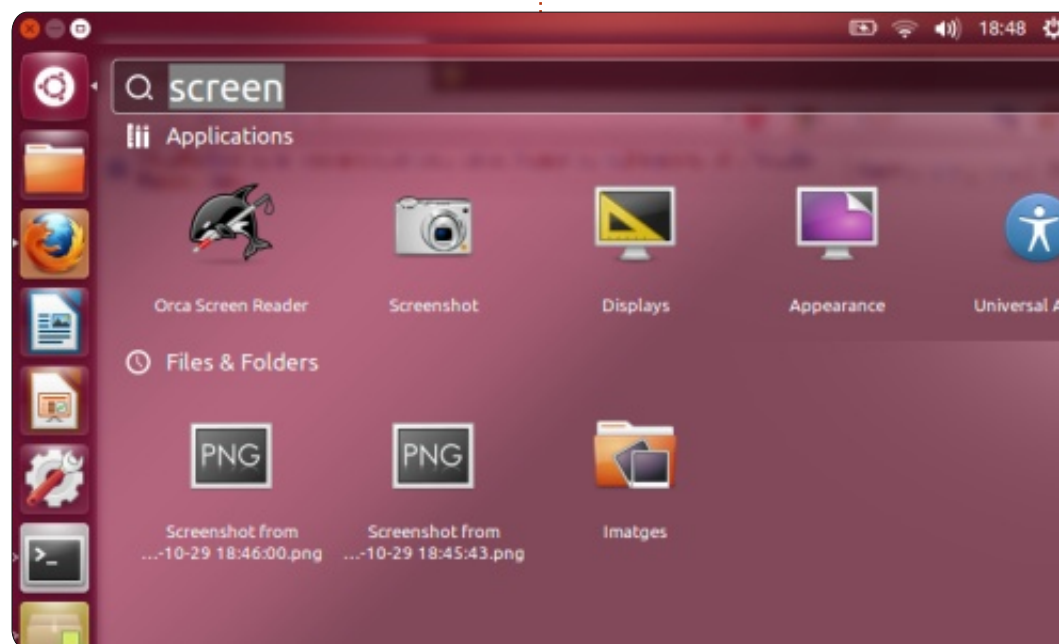 18:48
screen
Applications
Orca Screen Reader
Screenshot
Displays
Appearance
Universal A
Files & Folders
PNG
PNG
Screenshot from
...-10-29 18:46:00.png
Screenshot from
...-10-29 18:45:43.png
Imatges
>_